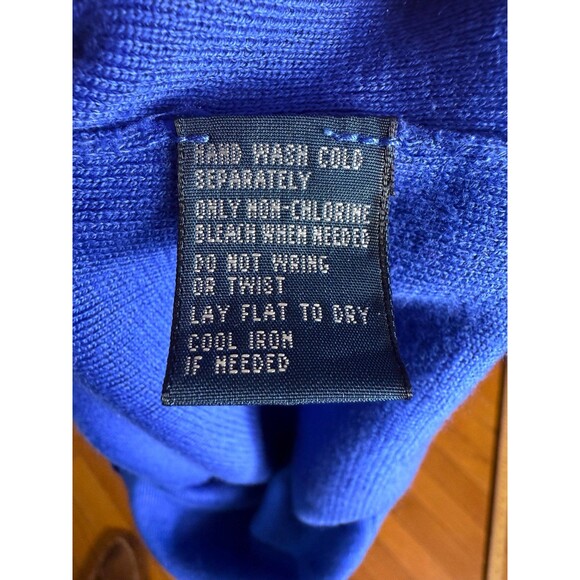 HAND WASH COLD
SEPARATELY
ONLY NON-CHLORINE
BLEACH WHEN NEEDED
DO NOT WRING
OR TWIST
LAY FLAT TO DRY
COOL IRON
IF NEEDED